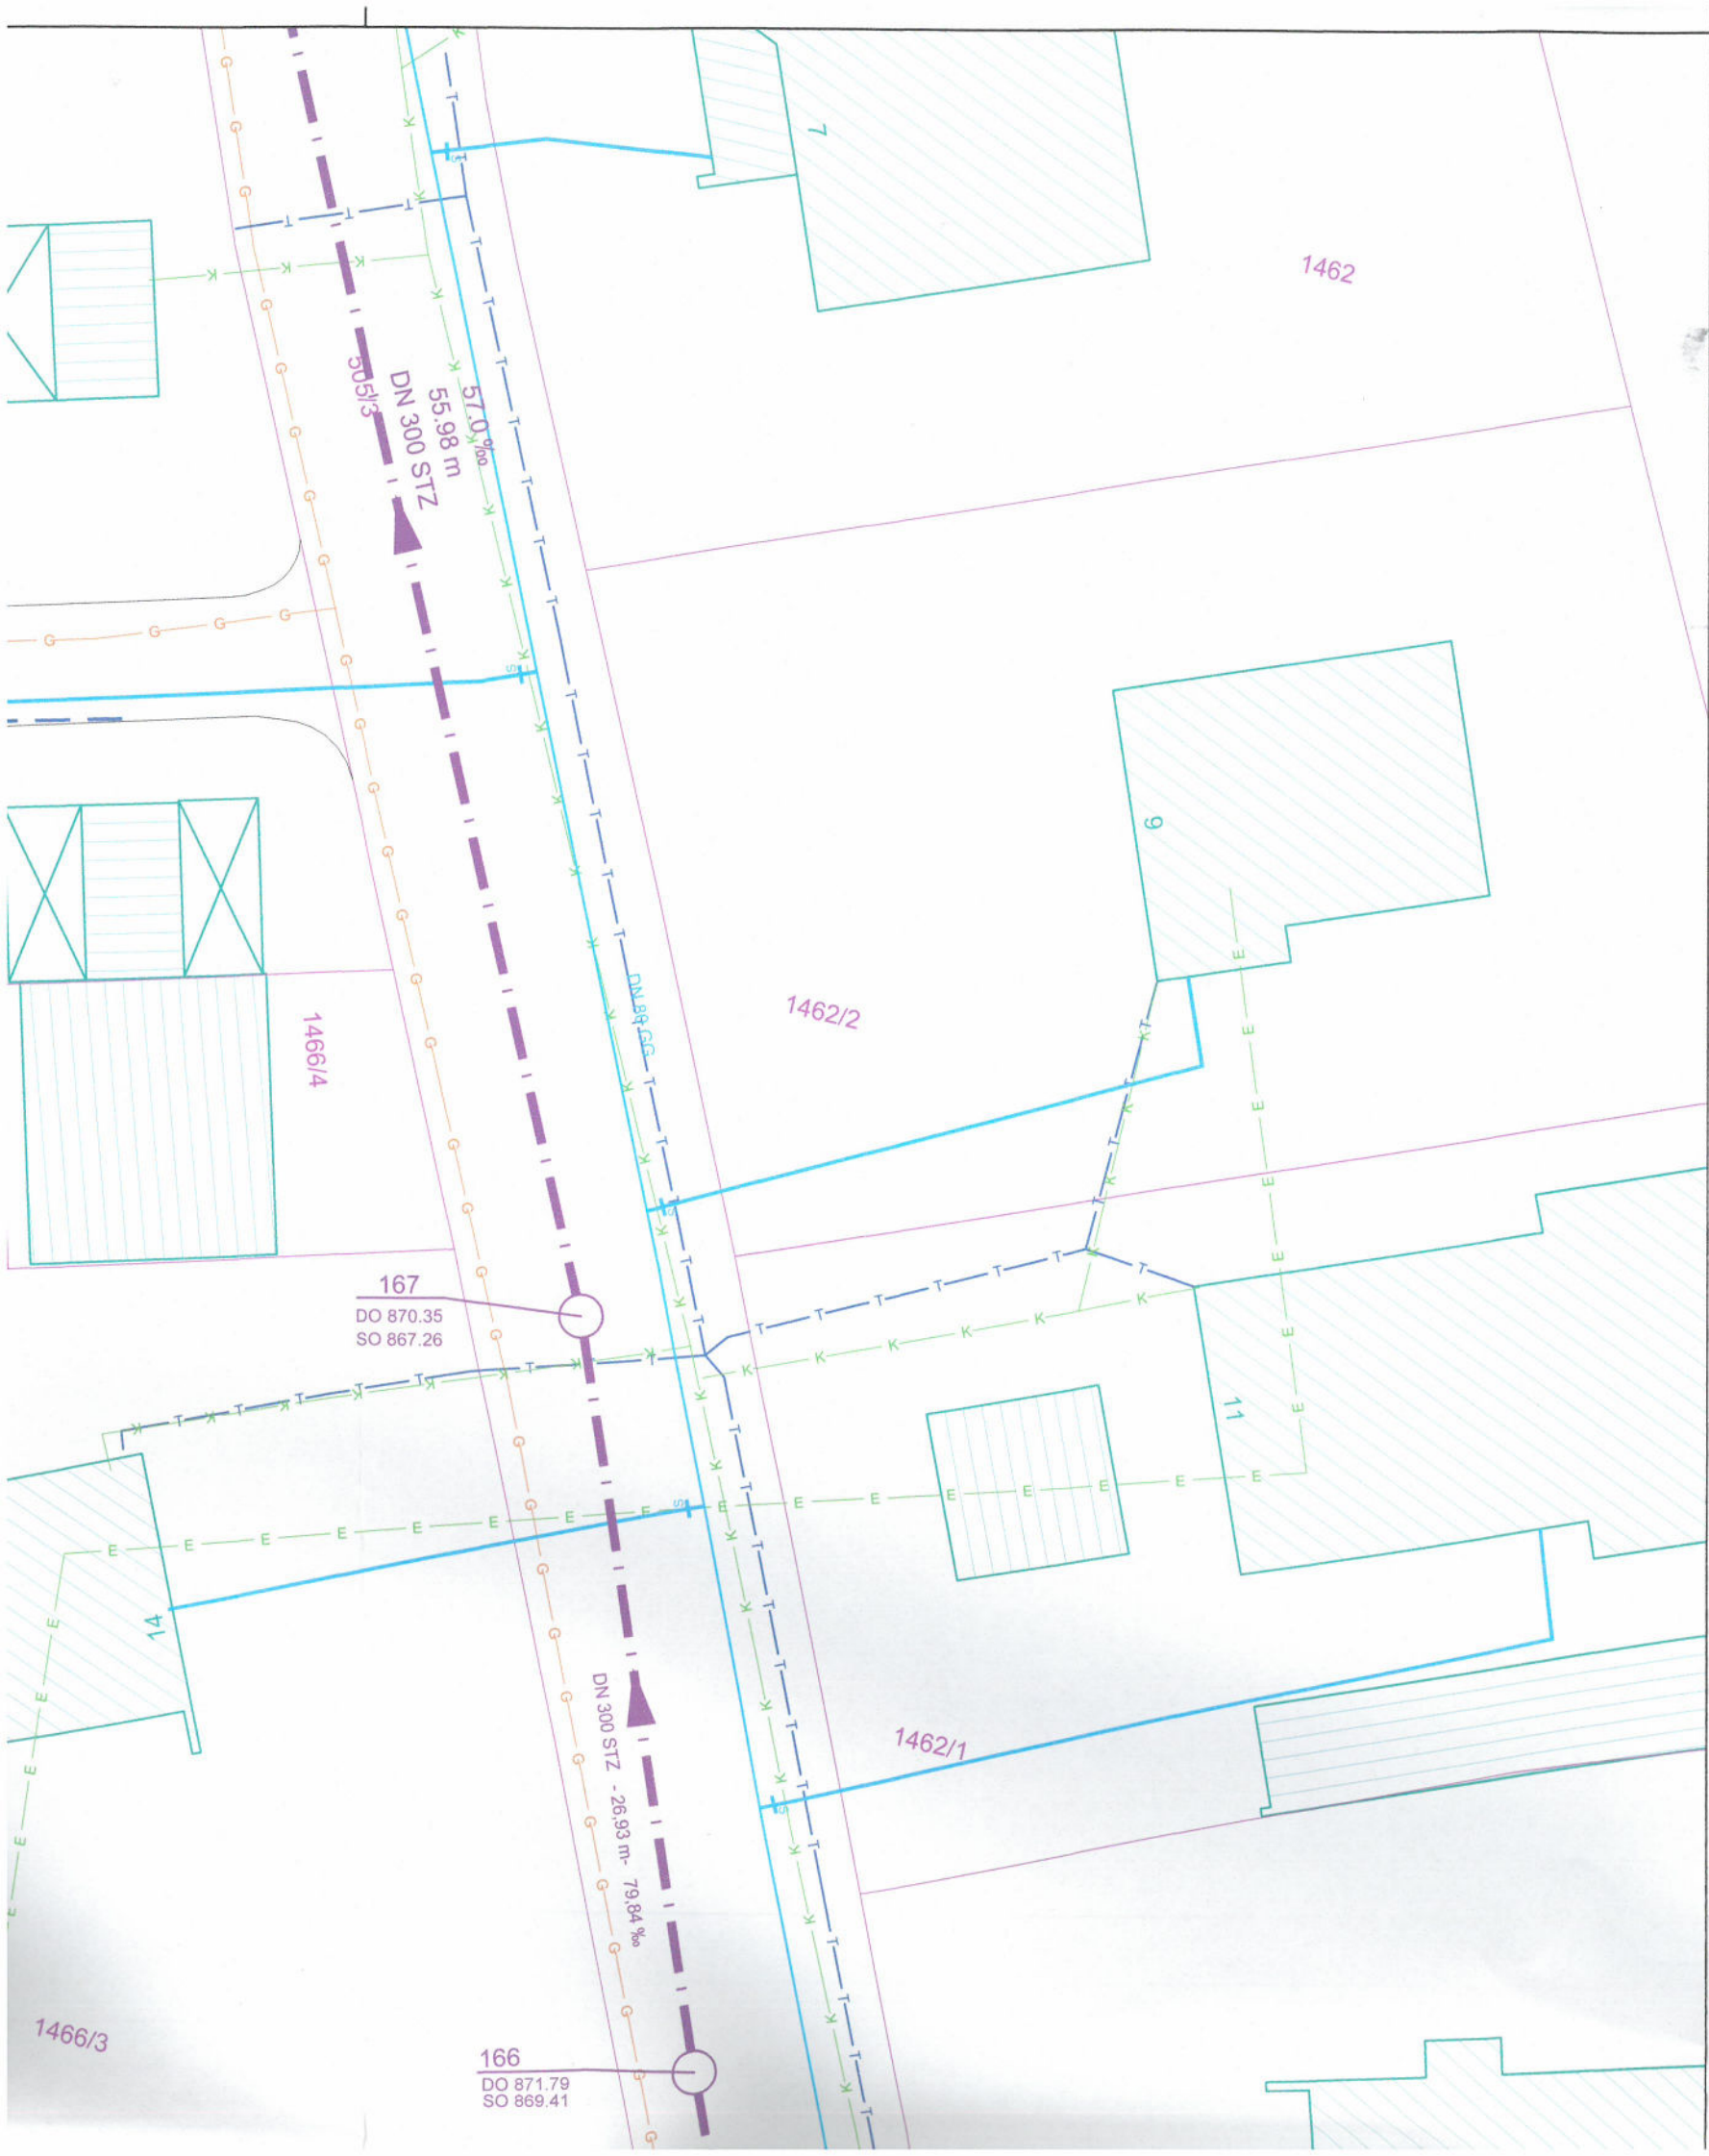 7
1462
505/3
57.0 ‰
55.98 m
DN 300 STZ
9
1462/2
DN 80 GG
1466/4
167
DO 870.35
SO 867.26
11
14
DN 300 STZ - 26,93 m- 79,84 ‰
1462/1
1466/3
166
DO 871.79
SO 869.41